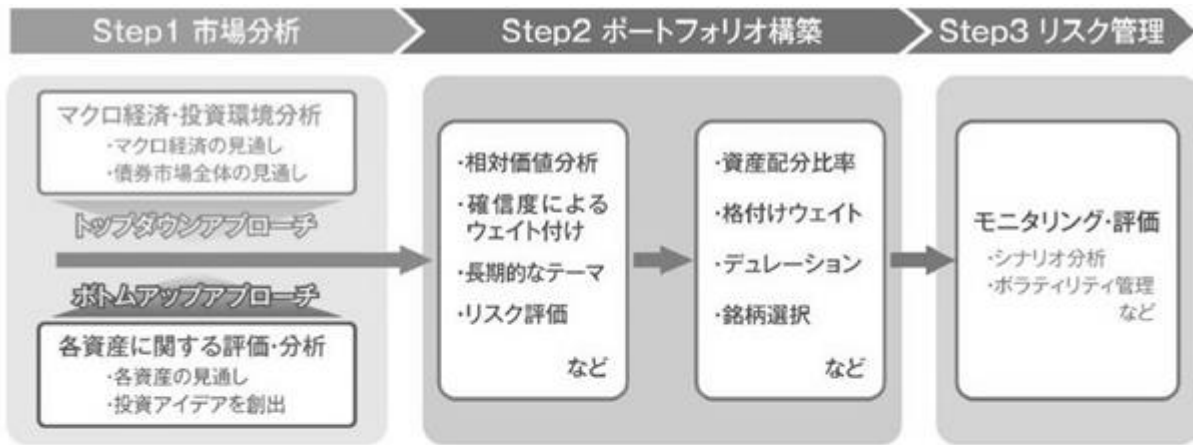 Step1 市場分析
Step2 ポートフォリオ構築
Step3 リスク管理
マクロ経済・投資環境分析
・マクロ経済の見通し
・債券市場全体の見通し
トップダウンアプローチ
ボトムアップアプローチ
各資産に関する評価・分析
・各資産の見通し
・投資アイデアを創出
・相対価値分析
・確信度による
ウェイト付け
・長期的なテーマ
・リスク評価
など
・資産配分比率
・格付けウェイト
・デュレーション
・銘柄選択
など
モニタリング・評価
・シナリオ分析
・ボラティリティ管理
など